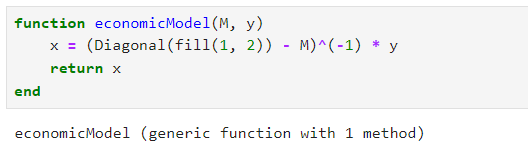 function economicModel(M, y)
    x = (Diagonal(fill(1, 2)) - M)^(-1) * y
    return x
end
economicModel (generic function with 1 method)